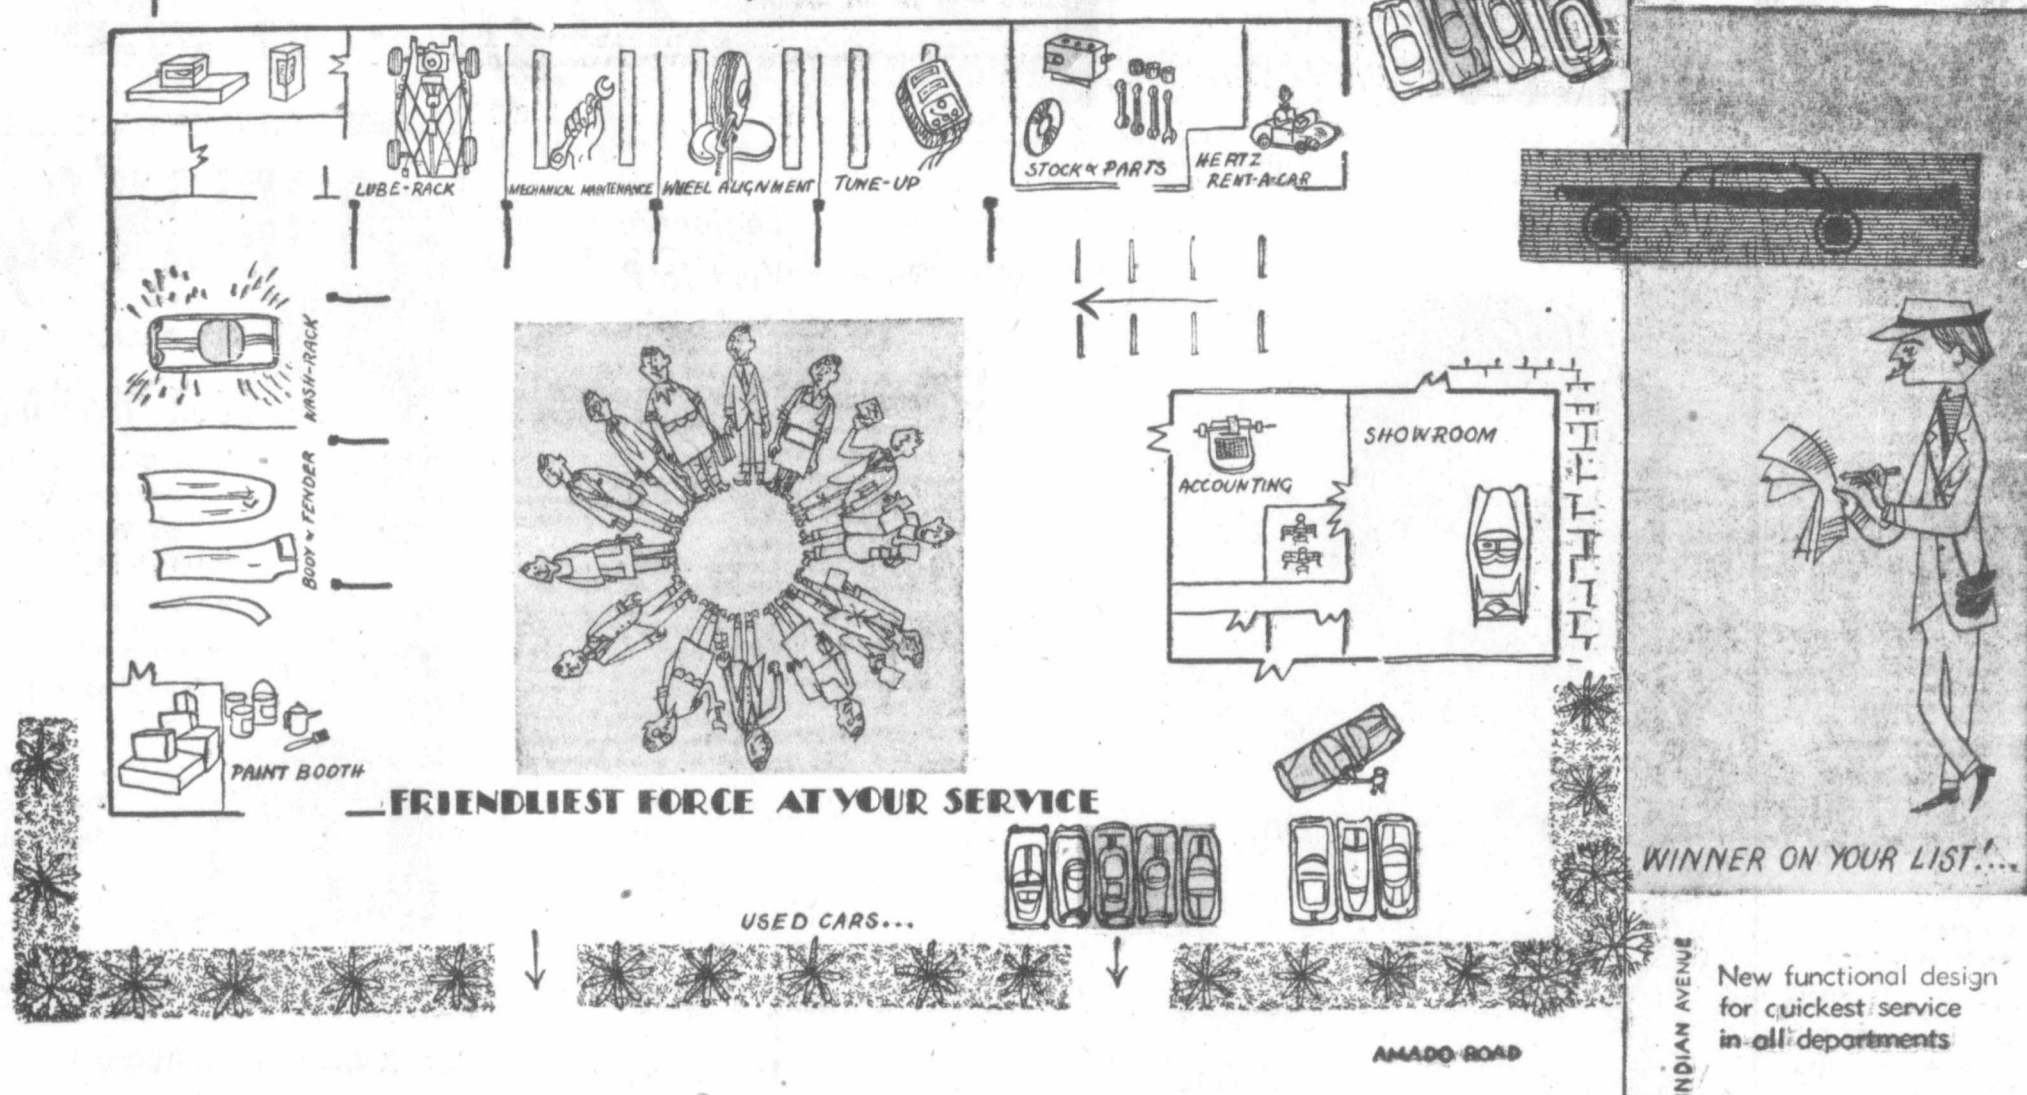 LUBE-RACK
MECHANICAL MAINTENANCE
WHEEL ALIGNMENT
TUNE-UP
STOCK & PARTS
HERTZ
RENT-A-CAR
WASH-RACK
BODY & FENDER
PAINT BOOTH
ACCOUNTING
SHOWROOM
FRIENDLIEST FORCE AT YOUR SERVICE
USED CARS...
WINNER ON YOUR LIST!...
AMADO ROAD
INDIAN AVENUE
New functional design
for quickest service
in all departments